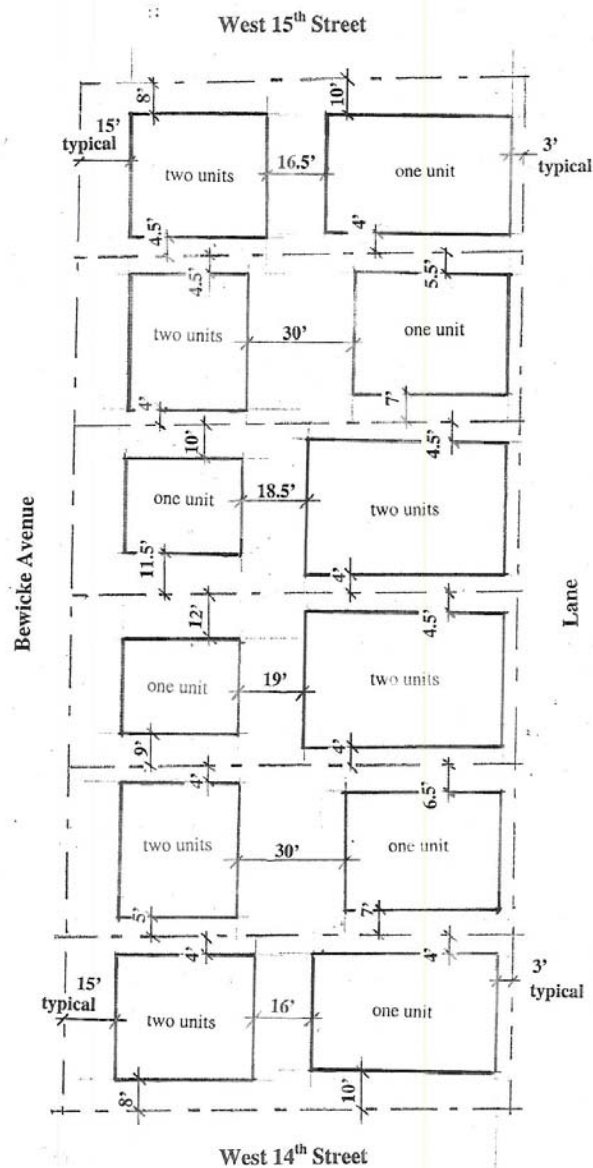 West 15th Street
8'
10'
15'
typical
two units
16.5'
one unit
3'
typical
4.5'
4'
4.5'
5.5'
two units
30'
one unit
4'
7'
10'
4.5'
one unit
18.5'
two units
11.5'
4'
Bewicke Avenue
Lane
12'
4.5'
one unit
19'
two units
9'
4'
4'
6.5'
two units
30'
one unit
5'
7'
4'
4'
15'
typical
two units
16'
one unit
3'
typical
8'
10'
West 14th Street